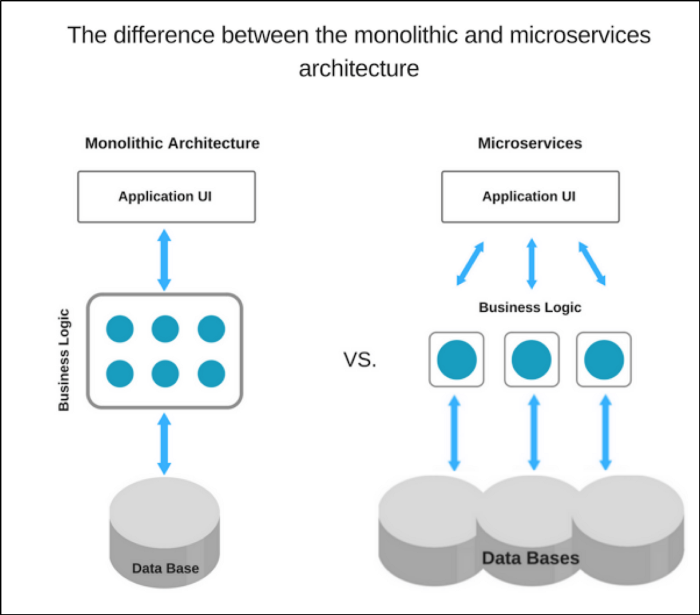 The difference between the monolithic and microservices
architecture
Monolithic Architecture
Application UI
Business Logic
Data Base
VS.
Microservices
Application UI
Business Logic
Data Bases